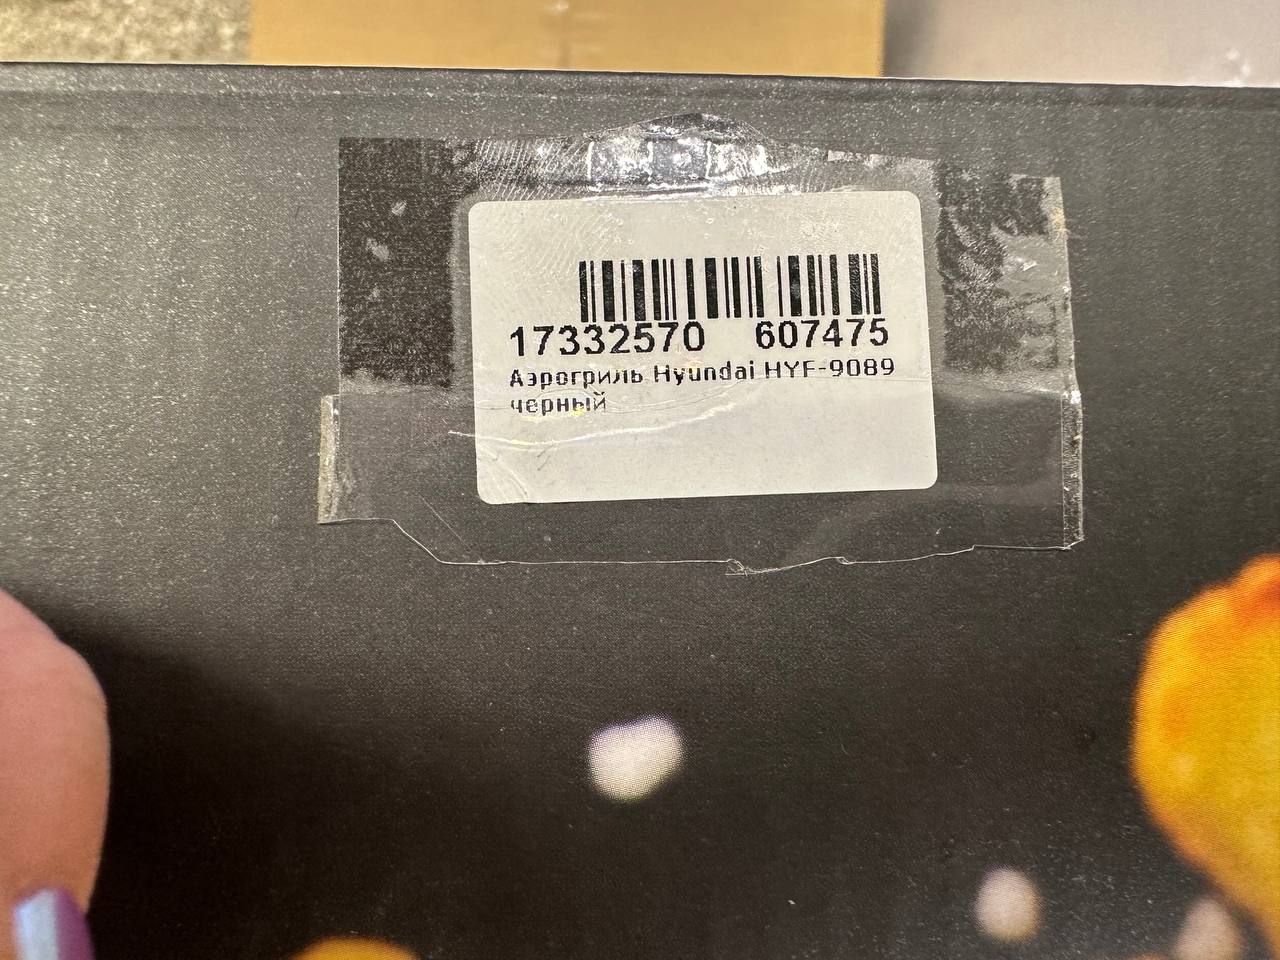 17332570 607475
Аэрогриль Hyundai HYF-9089
черный